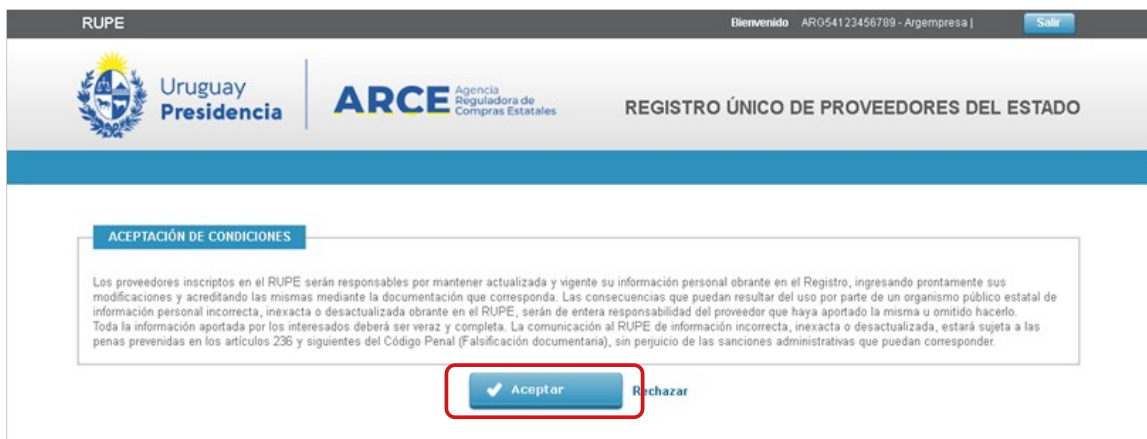 RUPE
Bienvenido ARG54123456789 - Argempresa |
Salir
Uruguay
Presidencia
ARCE
Agencia
Reguladora de
Compras Estatales
REGISTRO ÚNICO DE PROVEEDORES DEL ESTADO
ACEPTACIÓN DE CONDICIONES
Los proveedores inscriptos en el RUPE serán responsables por mantener actualizada y vigente su información personal obrante en el Registro, ingresando prontamente sus
modificaciones y acreditando las mismas mediante la documentación que corresponda. Las consecuencias que puedan resultar del uso por parte de un organismo público estatal de
información personal incorrecta, inexacta o desactualizada obrante en el RUPE, serán de entera responsabilidad del proveedor que haya aportado la misma u omitido hacerlo.
Toda la información aportada por los interesados deberá ser veraz y completa. La comunicación al RUPE de información incorrecta, inexacta o desactualizada, estará sujeta a las
penas prevenidas en los artículos 236 y siguientes del Código Penal (Falsificación documentaria), sin perjuicio de las sanciones administrativas que puedan corresponder.
Aceptar
Rechazar